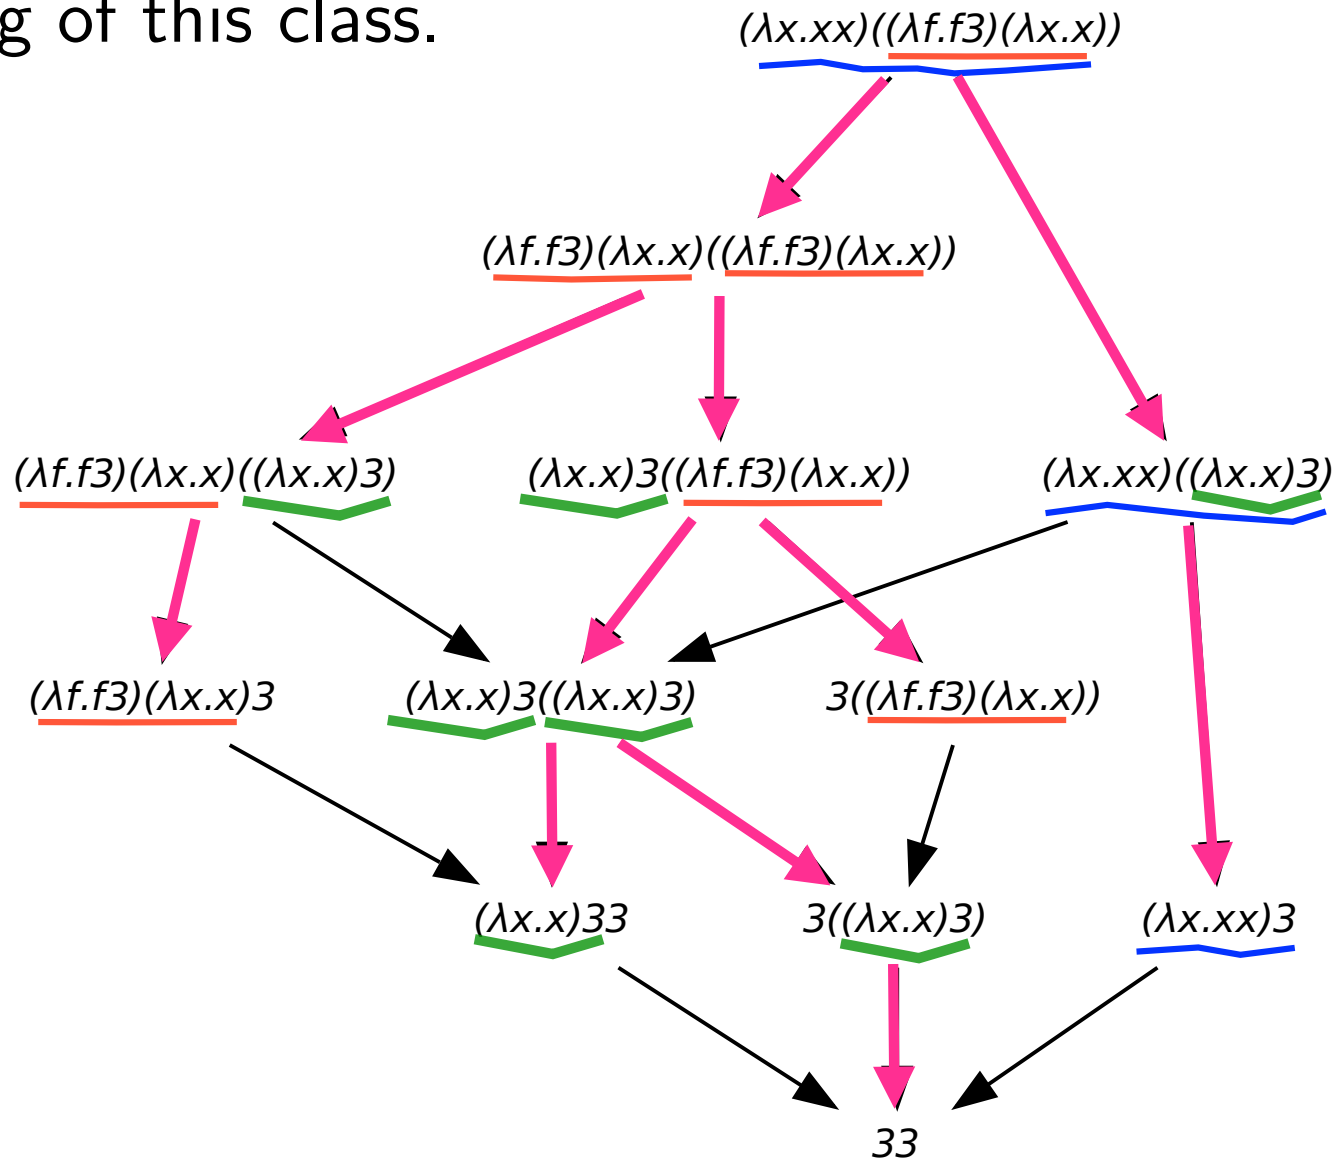 g of this class.
(λx.xx)((λf.f3)(λx.x))
(λf.f3)(λx.x)((λf.f3)(λx.x))
(λf.f3)(λx.x)((λx.x)3)
(λx.x)3((λf.f3)(λx.x))
(λx.xx)((λx.x)3)
(λf.f3)(λx.x)3
(λx.x)3((λx.x)3)
3((λf.f3)(λx.x))
(λx.x)33
3((λx.x)3)
(λx.xx)3
33